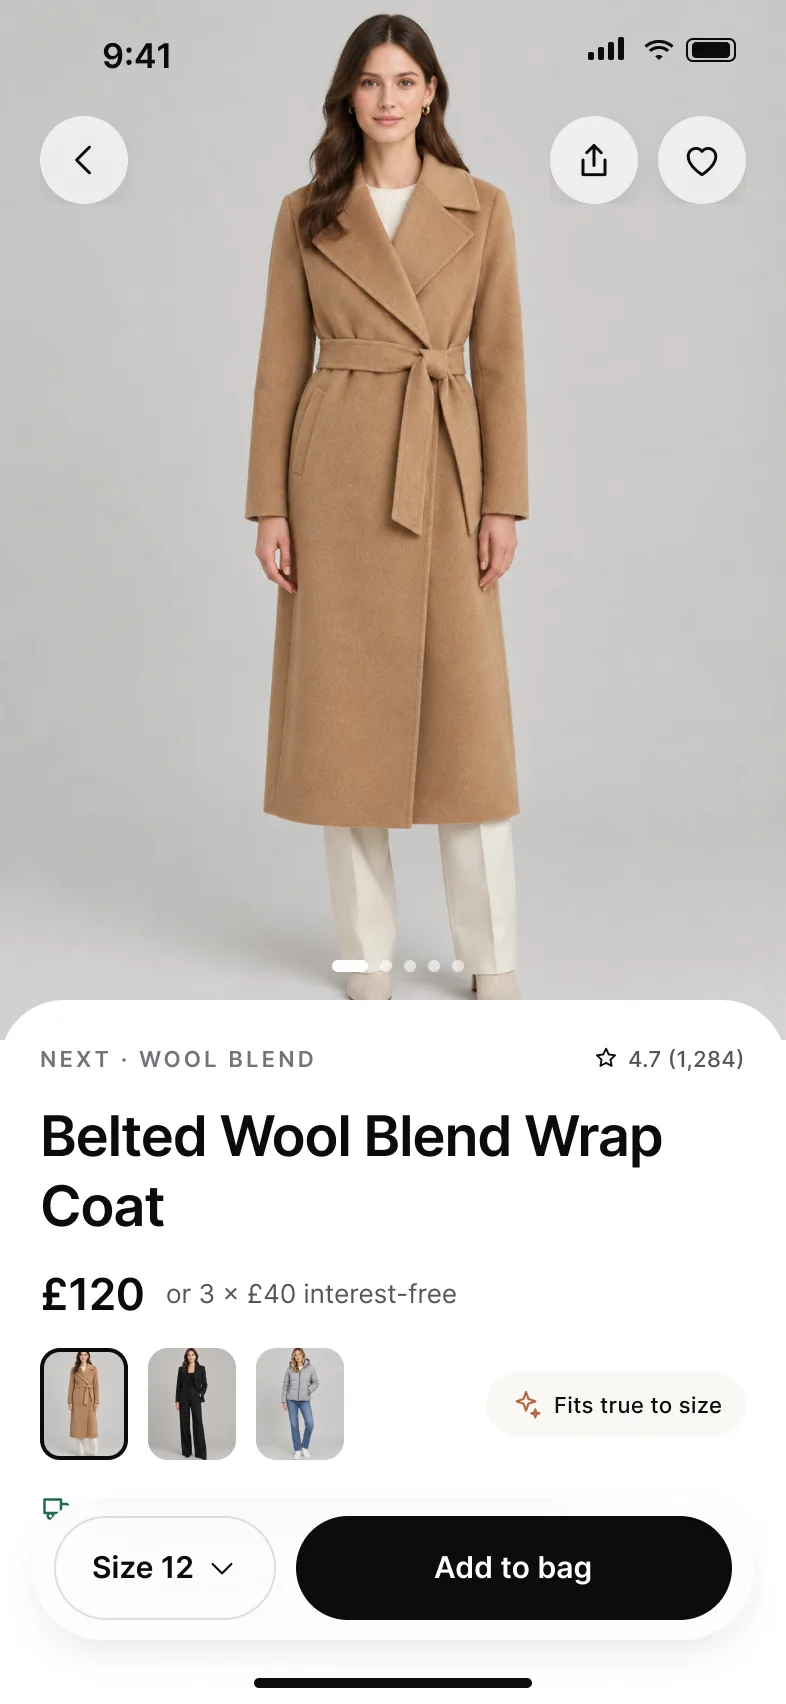 9:41
NEXT · WOOL BLEND
4.7 (1,284)
Belted Wool Blend Wrap
Coat
£120 or 3 × £40 interest-free
Fits true to size
Size 12
Add to bag